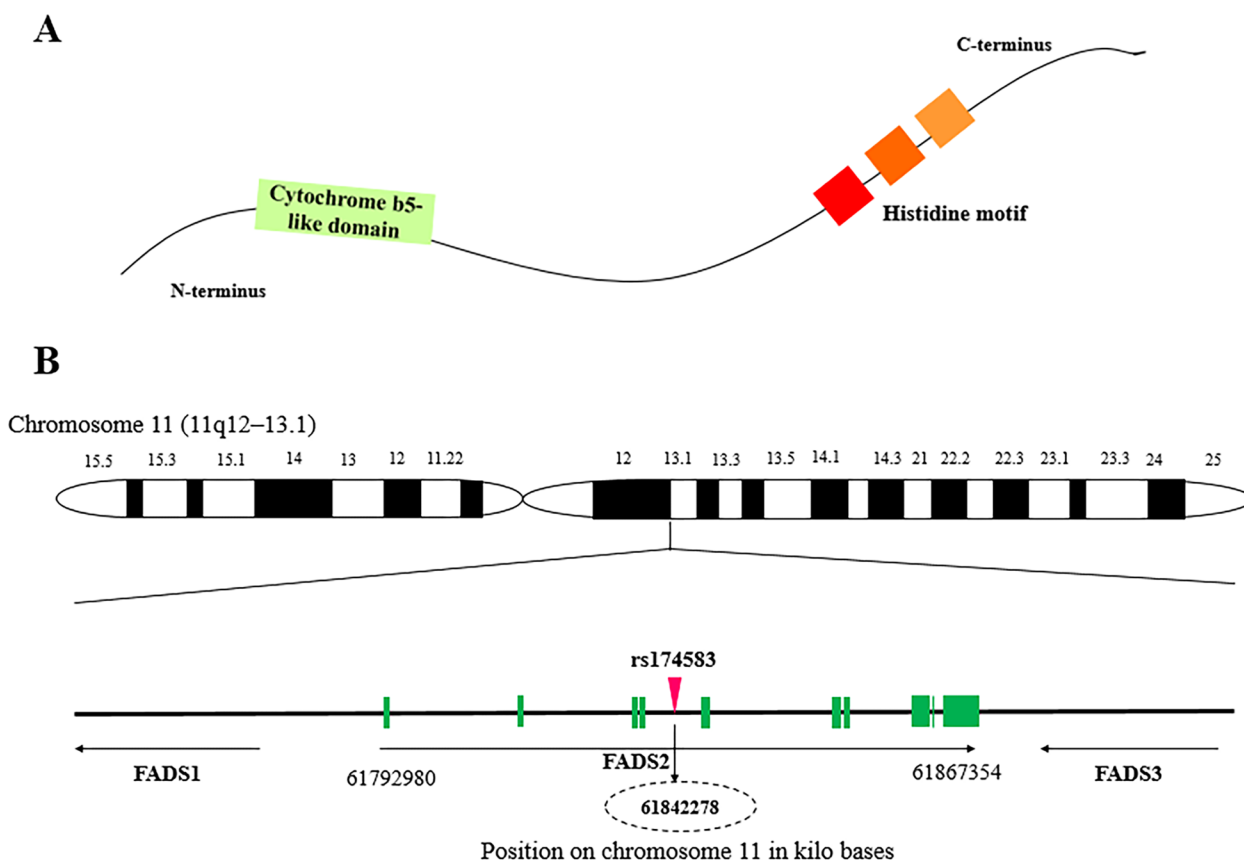 A
C-terminus
Cytochrome b5-
like domain
Histidine motif
N-terminus
B
Chromosome 11 (11q12–13.1)
15.5 15.3 15.1 14 13 12 11.22 12 13.1 13.3 13.5 14.1 14.3 21 22.2 22.3 23.1 23.3 24 25
rs174583
FADS1 61792980 FADS2 61867354 FADS3
61842278
Position on chromosome 11 in kilo bases